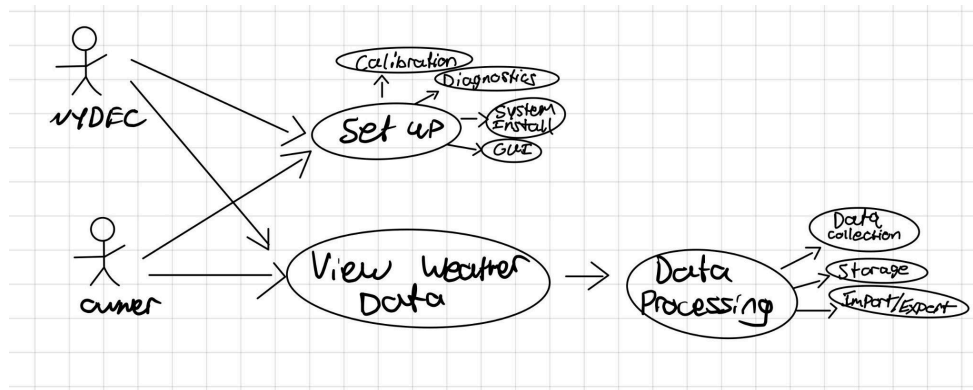 Calibration
Diagnostics
NYDEC
Set up
System
Install
GUI
owner
View Weather
Data
Data
Processing
Data
collection
Storage
Import/Export